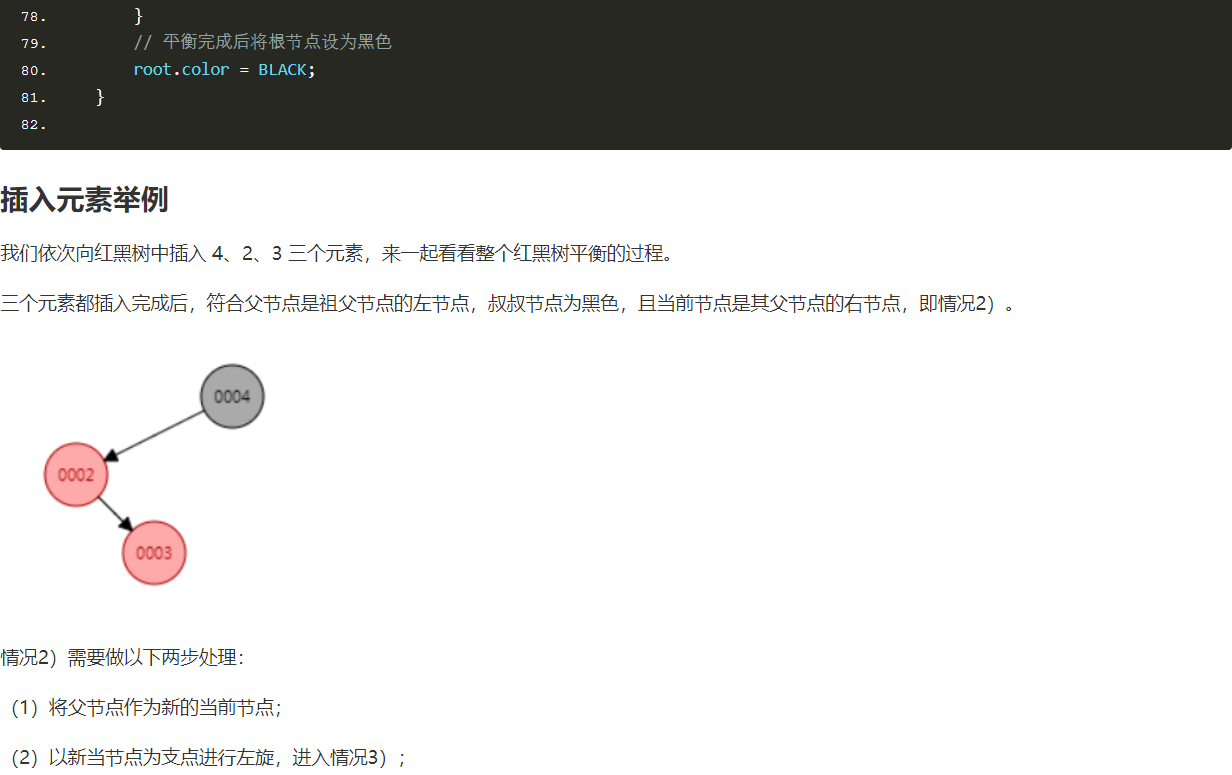 78. }
79. // 平衡完成后将根节点设为黑色
80. root.color = BLACK;
81. }
82.
插入元素举例
我们依次向红黑树中插入 4、2、3 三个元素，来一起看看整个红黑树平衡的过程。
三个元素都插入完成后，符合父节点是祖父节点的左节点，叔叔节点为黑色，且当前节点是其父节点的右节点，即情况2）。
0004
0002
0003
情况2）需要做以下两步处理：
（1）将父节点作为新的当前节点；
（2）以新当节点为支点进行左旋，进入情况3）；